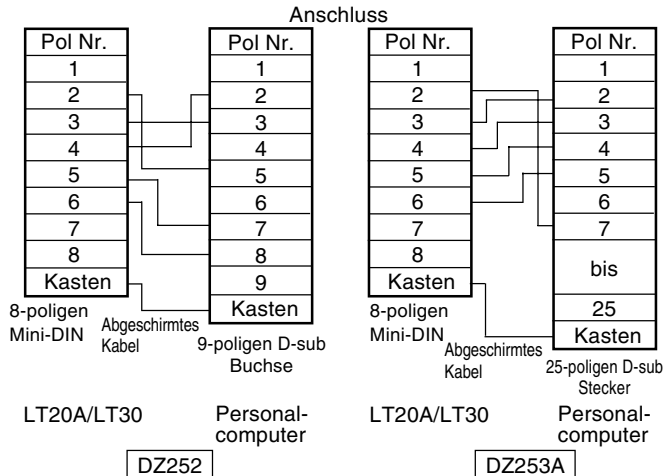 Anschluss
Pol Nr.
1
2
3
4
5
6
7
8
Kasten
8-poligen
Mini-DIN
Abgeschirmtes
Kabel
Pol Nr.
1
2
3
4
5
6
7
8
9
Kasten
9-poligen D-sub
Buchse
LT20A/LT30
Personal-
computer
DZ252
Pol Nr.
1
2
3
4
5
6
7
8
Kasten
8-poligen
Mini-DIN
Abgeschirmtes
Kabel
Pol Nr.
1
2
3
4
5
6
7
bis
25
Kasten
25-poligen D-sub
Stecker
LT20A/LT30
Personal-
computer
DZ253A